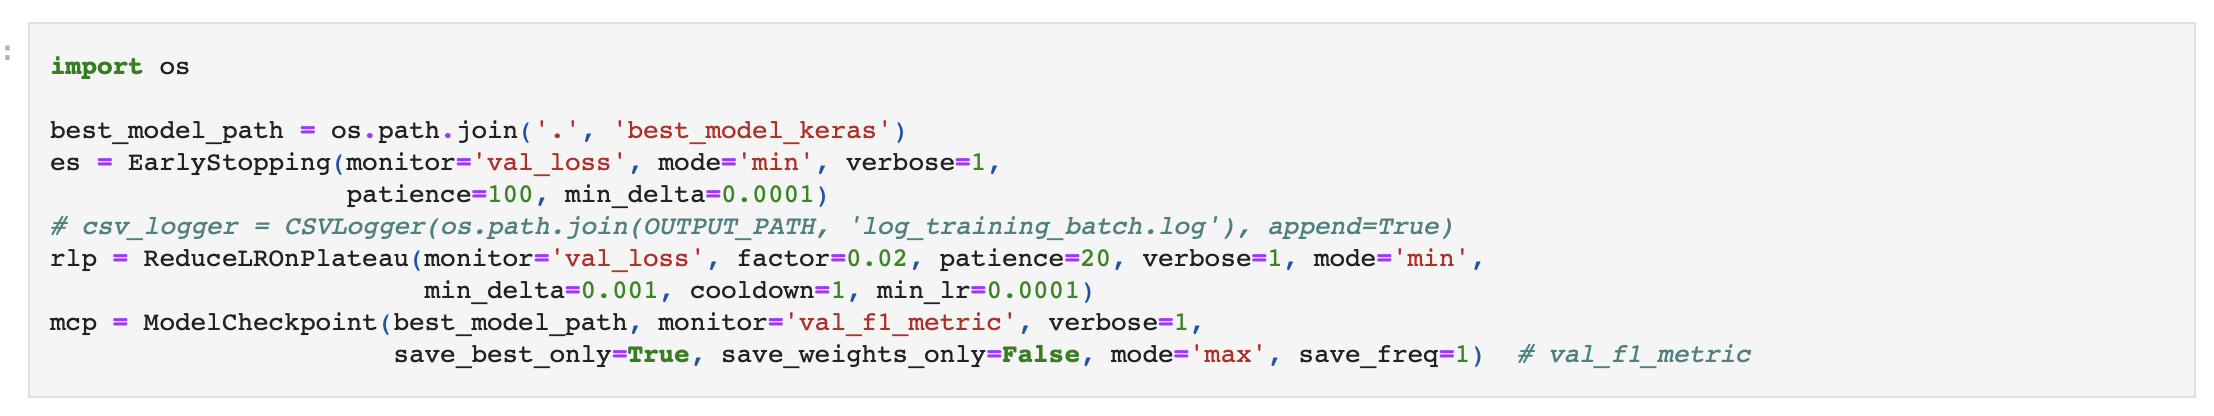 :
import os

best_model_path = os.path.join('.', 'best_model_keras')
es = EarlyStopping(monitor='val_loss', mode='min', verbose=1,
                   patience=100, min_delta=0.0001)
# csv_logger = CSVLogger(os.path.join(OUTPUT_PATH, 'log_training_batch.log'), append=True)
rlp = ReduceLROnPlateau(monitor='val_loss', factor=0.02, patience=20, verbose=1, mode='min',
                        min_delta=0.001, cooldown=1, min_lr=0.0001)
mcp = ModelCheckpoint(best_model_path, monitor='val_f1_metric', verbose=1,
                      save_best_only=True, save_weights_only=False, mode='max', save_freq=1)  # val_f1_metric